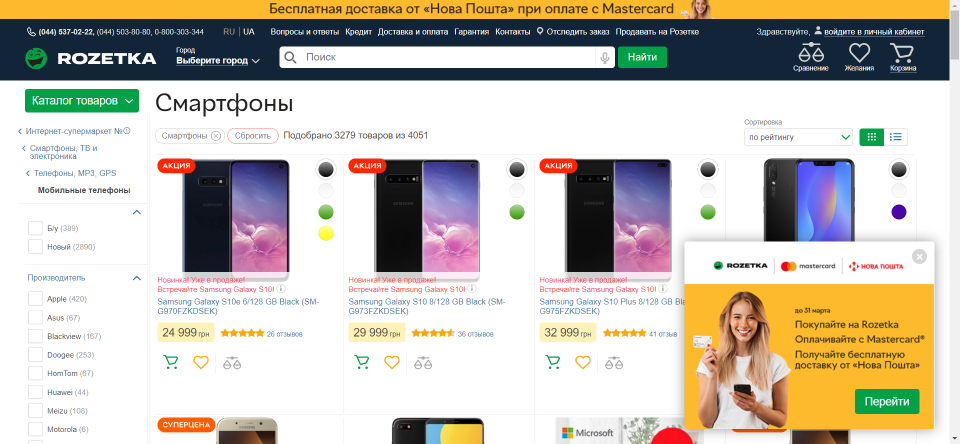 Бесплатная доставка от «Нова Пошта» при оплате с Mastercard
(044) 537-02-22, (044) 503-80-80, 0-800-303-344
RU | UA
Вопросы и ответы Кредит Доставка и оплата Гарантия Контакты Отследить заказ Продавать на Розетке
Здравствуйте, войдите в личный кабинет
ROZETKA
Город
Выберите город
Поиск
Найти
Сравнение Желания Корзина
Каталог товаров
Смартфоны
Интернет-супермаркет №
Смартфоны, ТВ и
электроника
Телефоны, MP3, GPS
Мобильные телефоны
Смартфоны
Сбросить
Подобрано 3279 товаров из 4051
Сортировка
по рейтингу
Б/у (389)
Новый (2890)
Производитель
Apple (420)
Asus (67)
Blackview (167)
Doogee (253)
HomTom (67)
Huawei (44)
Meizu (108)
Motorola (6)
АКЦИЯ
SAMSUNG
Новинка! Уже в продаже!
Встречайте Samsung Galaxy S10!
Samsung Galaxy S10e 6/128 GB Black (SM-
G970FZKDSEK)
24 999 грн
26 отзывов
АКЦИЯ
SAMSUNG
Новинка! Уже в продаже!
Встречайте Samsung Galaxy S10!
Samsung Galaxy S10 8/128 GB Black (SM-
G973FZKDSEK)
29 999 грн
36 отзывов
АКЦИЯ
SAMSUNG
Новинка! Уже в продаже!
Встречайте Samsung Galaxy S10!
Samsung Galaxy S10 Plus 8/128 GB
G975FZKDSEK)
32 999 грн
41 отзыв
СУПЕРЦЕНА
Microsoft
ROZETKA
mastercard
НОВА ПОШТА
до 31 марта
Покупайте на Rozetka
Оплачивайте с Mastercard®
Получайте бесплатную
доставку от «Нова Пошта»
Перейти